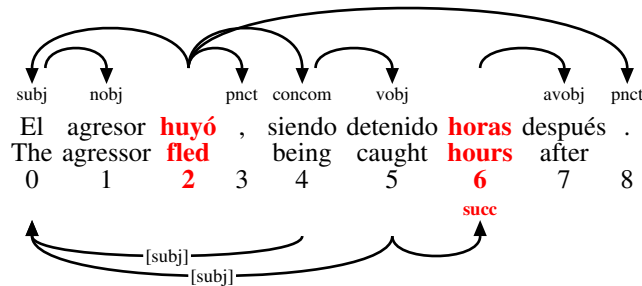 subj nobj pnct concom vobj avobj pnct
El agresor huyó , siendo detenido horas después .
The agressor fled being caught hours after
0 1 2 3 4 5 6 7 8
succ
[subj]
[subj]